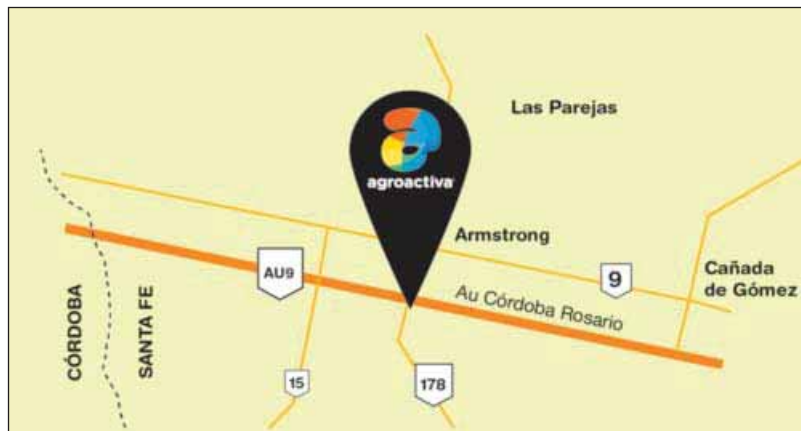 Las Parejas
agroactiva
Armstrong
AU9
9
Cañada
de Gómez
Au Córdoba Rosario
CÓRDOBA
SANTA FE
15
178